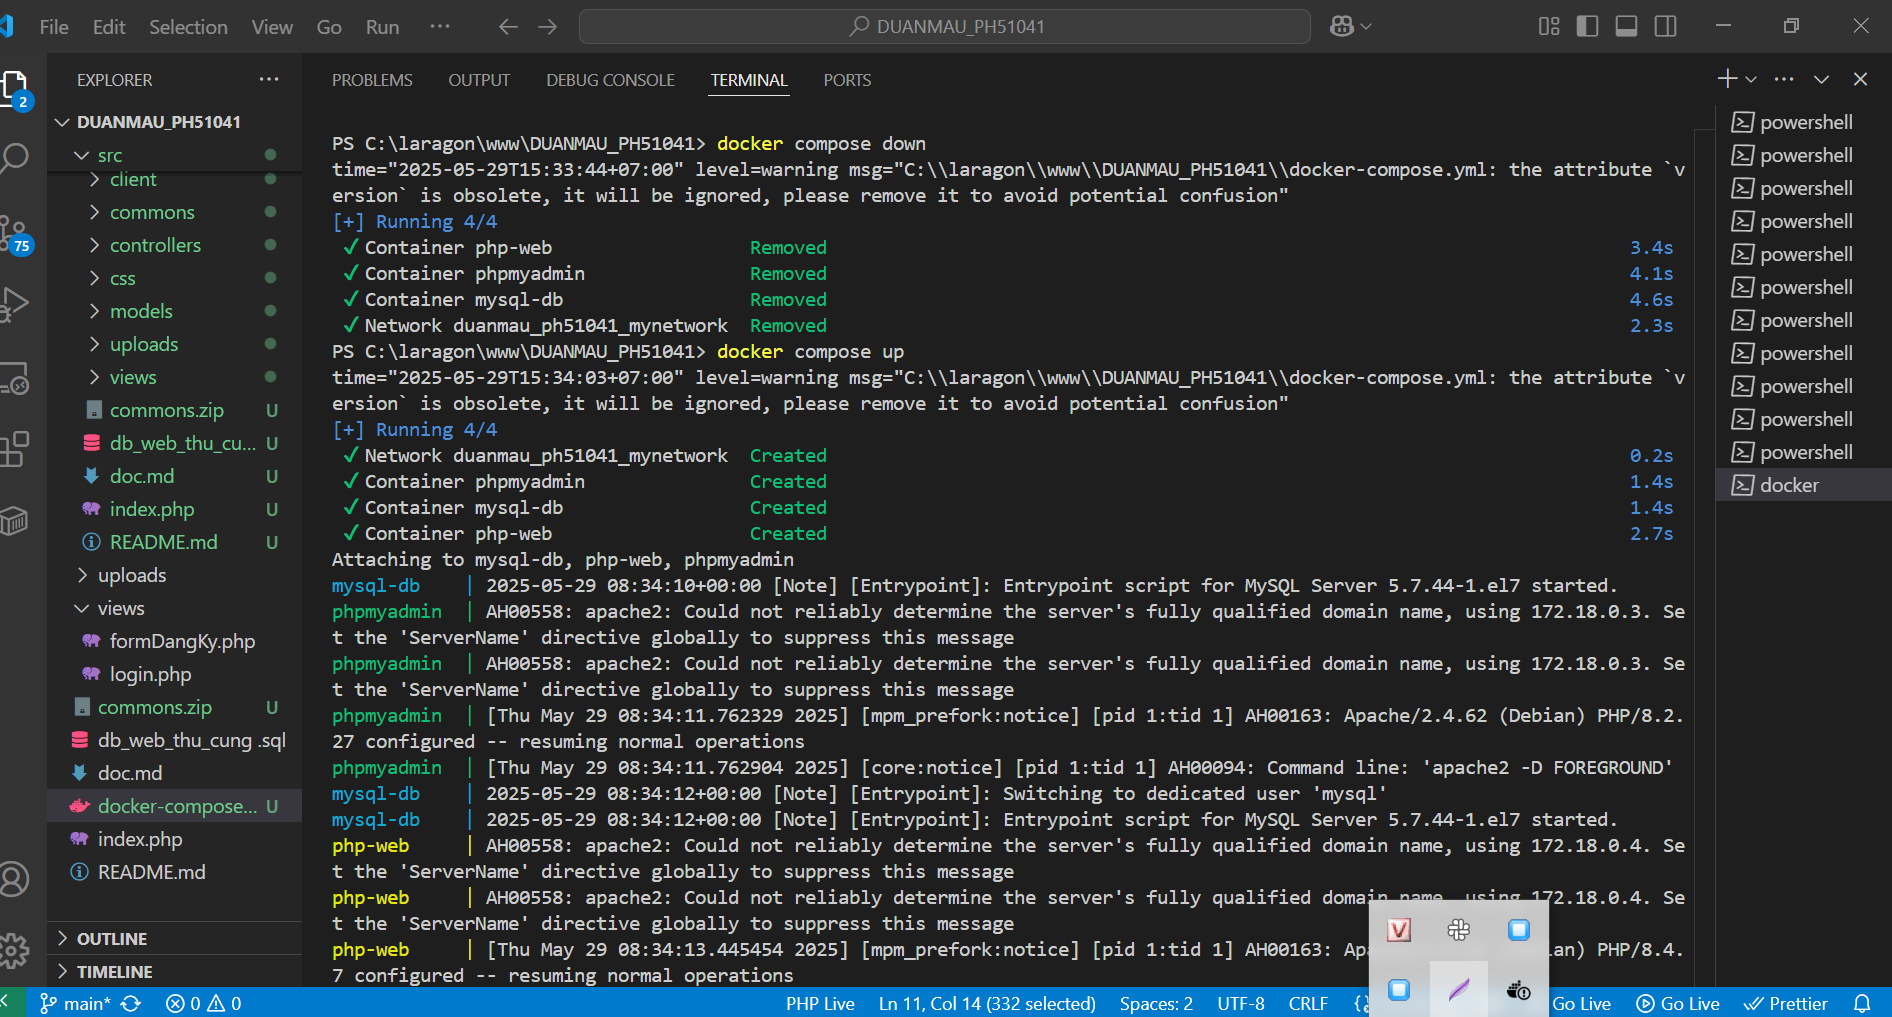 File Edit Selection View Go Run ··· DUANMAU_PH51041
EXPLORER ···
PROBLEMS OUTPUT DEBUG CONSOLE TERMINAL PORTS
2
75
DUANMAU_PH51041
src
client
commons
controllers
css
models
uploads
views
commons.zip U
db_web_thu_cu... U
doc.md U
index.php U
README.md U
uploads
views
formDangKy.php
login.php
commons.zip U
db_web_thu_cung .sql
doc.md
docker-compose... U
index.php
README.md
OUTLINE
TIMELINE
PS C:\laragon\www\DUANMAU_PH51041> docker compose down
time="2025-05-29T15:33:44+07:00" level=warning msg="C:\\laragon\\www\\DUANMAU_PH51041\\docker-compose.yml: the attribute `v
ersion` is obsolete, it will be ignored, please remove it to avoid potential confusion"
[+] Running 4/4
✓ Container php-web Removed 3.4s
✓ Container phpmyadmin Removed 4.1s
✓ Container mysql-db Removed 4.6s
✓ Network duanmau_ph51041_mynetwork Removed 2.3s
PS C:\laragon\www\DUANMAU_PH51041> docker compose up
time="2025-05-29T15:34:03+07:00" level=warning msg="C:\\laragon\\www\\DUANMAU_PH51041\\docker-compose.yml: the attribute `v
ersion` is obsolete, it will be ignored, please remove it to avoid potential confusion"
[+] Running 4/4
✓ Network duanmau_ph51041_mynetwork Created 0.2s
✓ Container phpmyadmin Created 1.4s
✓ Container mysql-db Created 1.4s
✓ Container php-web Created 2.7s
Attaching to mysql-db, php-web, phpmyadmin
mysql-db | 2025-05-29 08:34:10+00:00 [Note] [Entrypoint]: Entrypoint script for MySQL Server 5.7.44-1.el7 started.
phpmyadmin | AH00558: apache2: Could not reliably determine the server's fully qualified domain name, using 172.18.0.3. Se
t the 'ServerName' directive globally to suppress this message
phpmyadmin | AH00558: apache2: Could not reliably determine the server's fully qualified domain name, using 172.18.0.3. Se
t the 'ServerName' directive globally to suppress this message
phpmyadmin | [Thu May 29 08:34:11.762329 2025] [mpm_prefork:notice] [pid 1:tid 1] AH00163: Apache/2.4.62 (Debian) PHP/8.2.
27 configured -- resuming normal operations
phpmyadmin | [Thu May 29 08:34:11.762904 2025] [core:notice] [pid 1:tid 1] AH00094: Command line: 'apache2 -D FOREGROUND'
mysql-db | 2025-05-29 08:34:12+00:00 [Note] [Entrypoint]: Switching to dedicated user 'mysql'
mysql-db | 2025-05-29 08:34:12+00:00 [Note] [Entrypoint]: Entrypoint script for MySQL Server 5.7.44-1.el7 started.
php-web | AH00558: apache2: Could not reliably determine the server's fully qualified domain name, using 172.18.0.4. Se
t the 'ServerName' directive globally to suppress this message
php-web | AH00558: apache2: Could not reliably determine the server's fully qualified domain name, using 172.18.0.4. Se
t the 'ServerName' directive globally to suppress this message
php-web | [Thu May 29 08:34:13.445454 2025] [mpm_prefork:notice] [pid 1:tid 1] AH00163: Apa ian) PHP/8.4.
7 configured -- resuming normal operations
powershell
powershell
powershell
powershell
powershell
powershell
powershell
powershell
powershell
powershell
powershell
docker
V
main* 0 0 PHP Live Ln 11, Col 14 (332 selected) Spaces: 2 UTF-8 CRLF Go Live Go Live Prettier